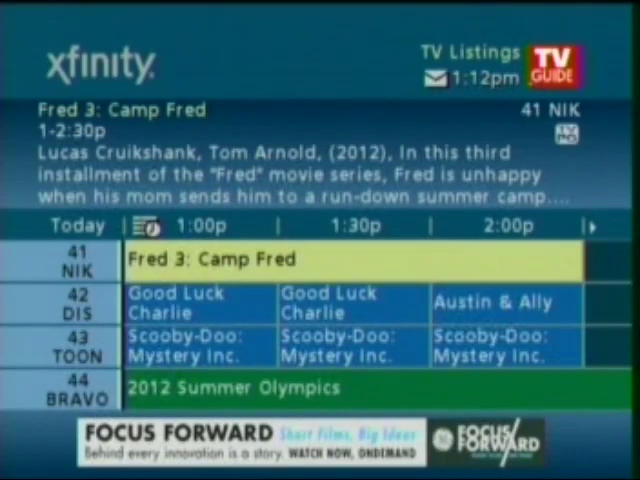 xfinity.
TV Listings
1:12pm
TV GUIDE
Fred 3: Camp Fred
41 NIK
1-2:30p
Lucas Cruikshank, Tom Arnold, (2012), In this third
installment of the "Fred" movie series, Fred is unhappy
when his mom sends him to a run-down summer camp....
Today 1:00p 1:30p 2:00p
41 NIK
Fred 3: Camp Fred
42 DIS
Good Luck Charlie
Good Luck Charlie
Austin & Ally
43 TOON
Scooby-Doo: Mystery Inc.
Scooby-Doo: Mystery Inc.
Scooby-Doo: Mystery Inc.
44 BRAVO
2012 Summer Olympics
FOCUS FORWARD Short Films, Big Ideas
Behind every innovation is a story. WATCH NOW, ONDEMAND
FOCUS/
FORWARD